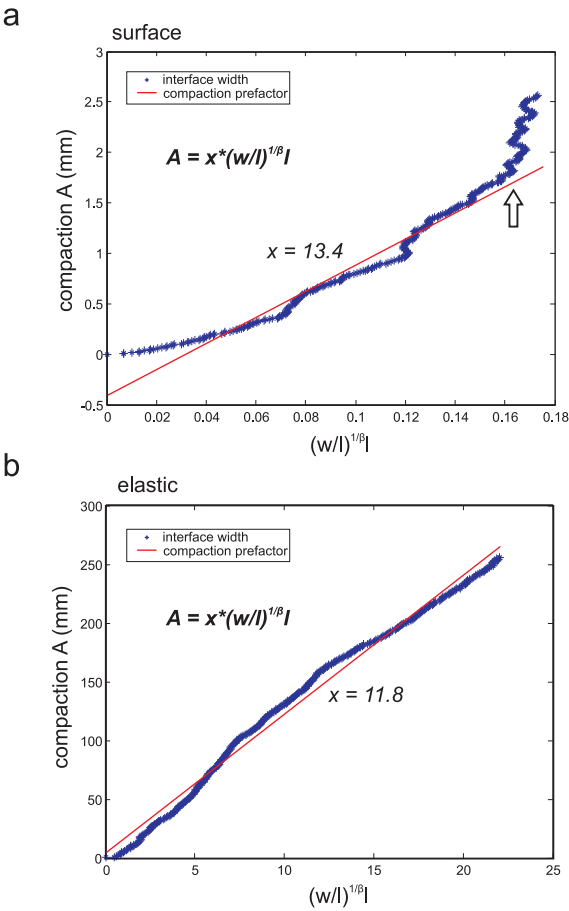 a
surface
3
2.5
2
1.5
1
0.5
0
-0.5
compaction A (mm)
interface width
compaction prefactor
A = x*(w/l)^{1/β}l
x = 13.4
0 0.02 0.04 0.06 0.08 0.1 0.12 0.14 0.16 0.18
(w/l)^{1/β}l
b
elastic
300
250
200
150
100
50
0
compaction A (mm)
interface width
compaction prefactor
A = x*(w/l)^{1/β}l
x = 11.8
0 5 10 15 20 25
(w/l)^{1/β}l